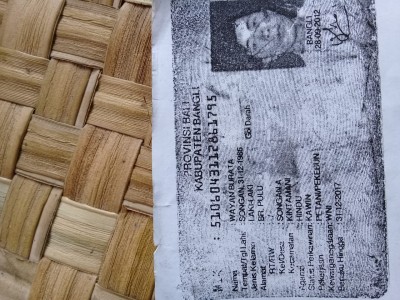 PROVINSI BALI
KABUPATEN BANGLI
: 5106043112861795
Nama : WAYAN SURATA
Tempat/Tgl Lahir : SONGAN, 31-12-1986
Jenis Kelamin : LAKI-LAKI Gol Darah
Alamat : BR. PULU
RT/RW
Kel/Desa : SONGAN A
Kecamatan : KINTAMANI
Agama : HINDU
Status Perkawinan: KAWIN
Pekerjaan : PETANI/PEKEBUN
Kewarganegaraan: WNI
Berlaku Hingga : 31-12-2017
BANGLI
28-09-2012